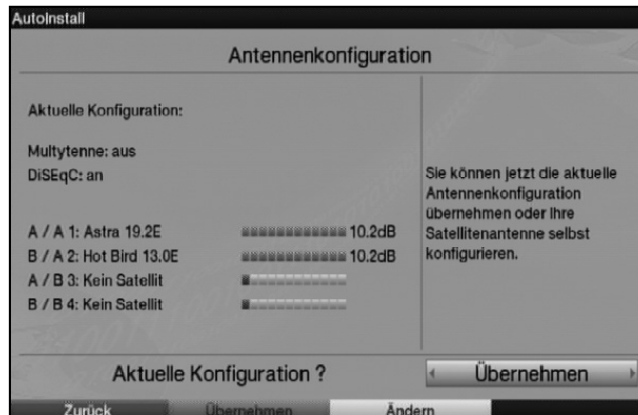 AutoInstall
Antennenkonfiguration
Aktuelle Konfiguration:
Multytenne: aus
DiSEqC: an
A / A 1: Astra 19.2E 10.2dB
B / A 2: Hot Bird 13.0E 10.2dB
A / B 3: Kein Satellit
B / B 4: Kein Satellit
Sie können jetzt die aktuelle
Antennenkonfiguration
übernehmen oder Ihre
Satellitenantenne selbst
konfigurieren.
Aktuelle Konfiguration ? Übernehmen
Zurück Übernehmen Ändern